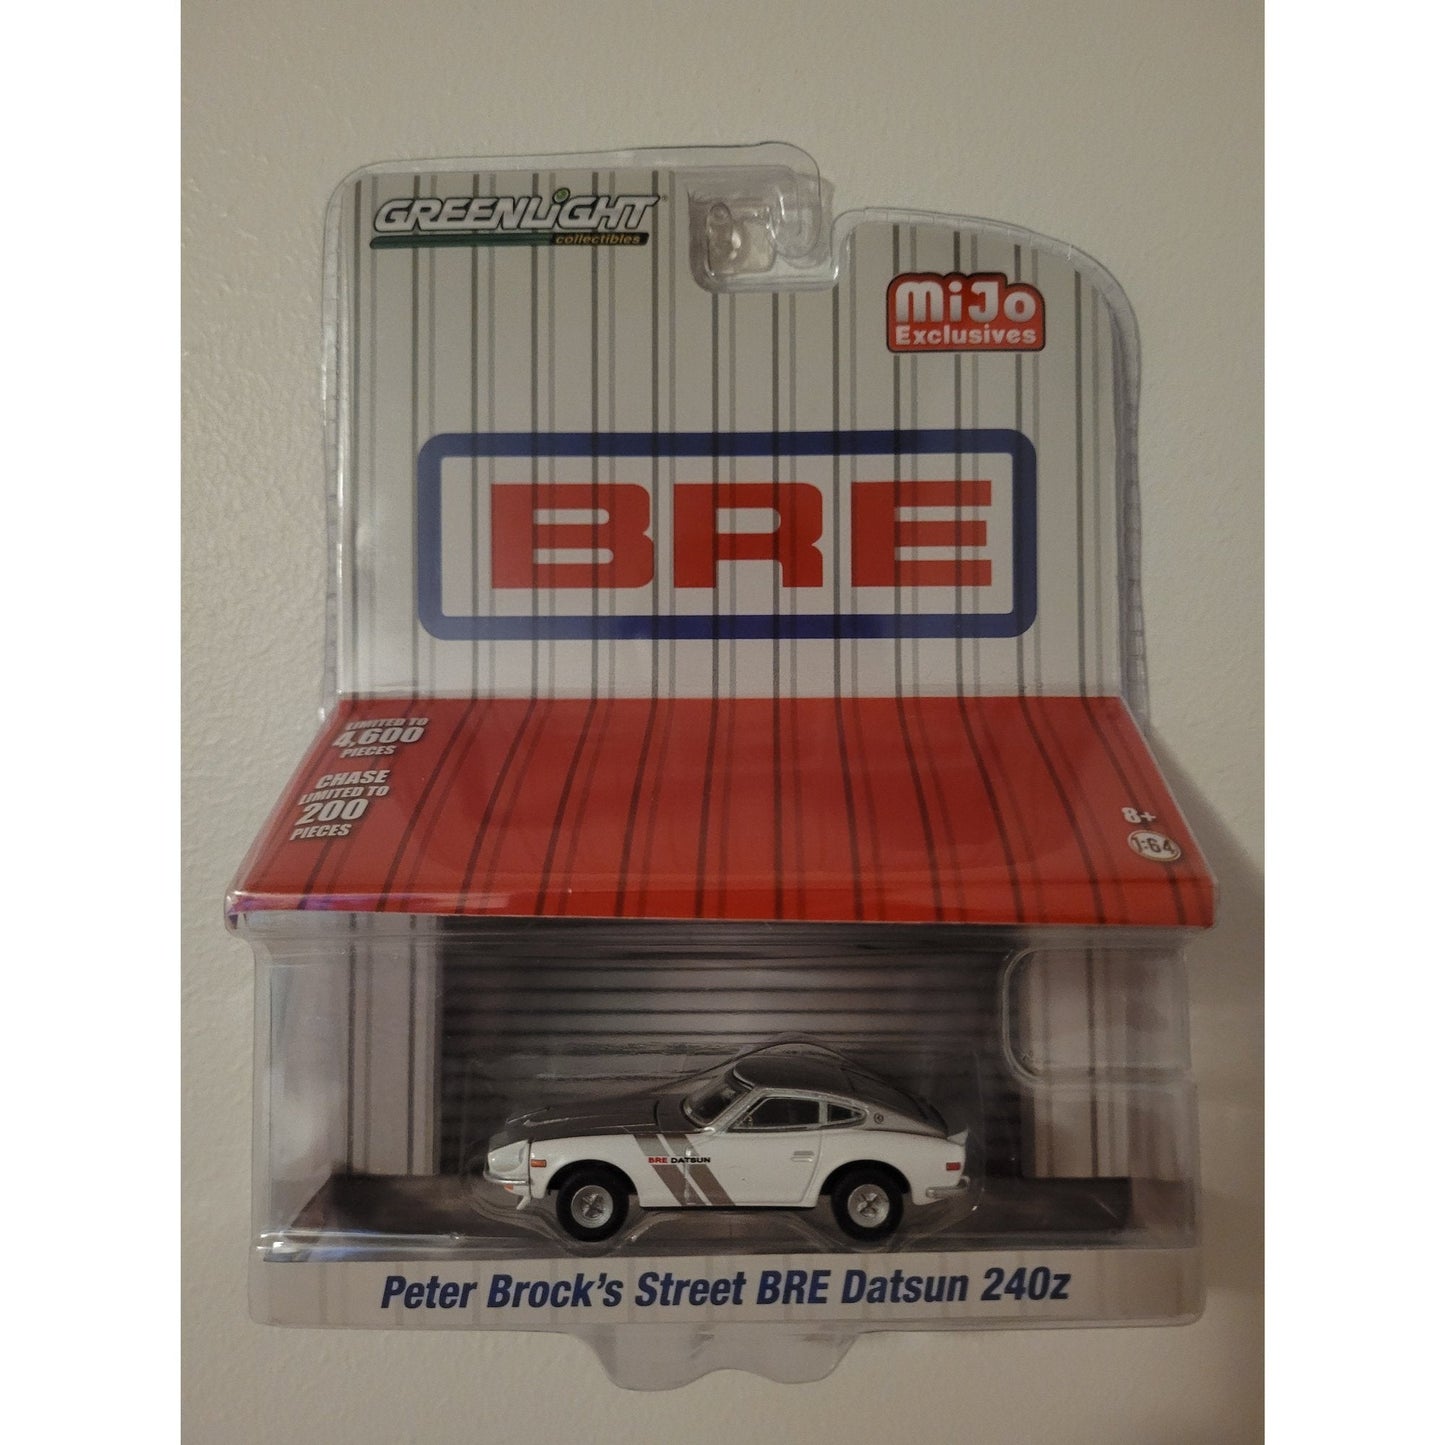 GREENLiGHT
collectibles
MiJo
Exclusives
BRE
LIMITED TO
4,600
PIECES
CHASE
LIMITED TO
200
PIECES
8+
1:64
BRE DATSUN
Peter Brock's Street BRE Datsun 240z